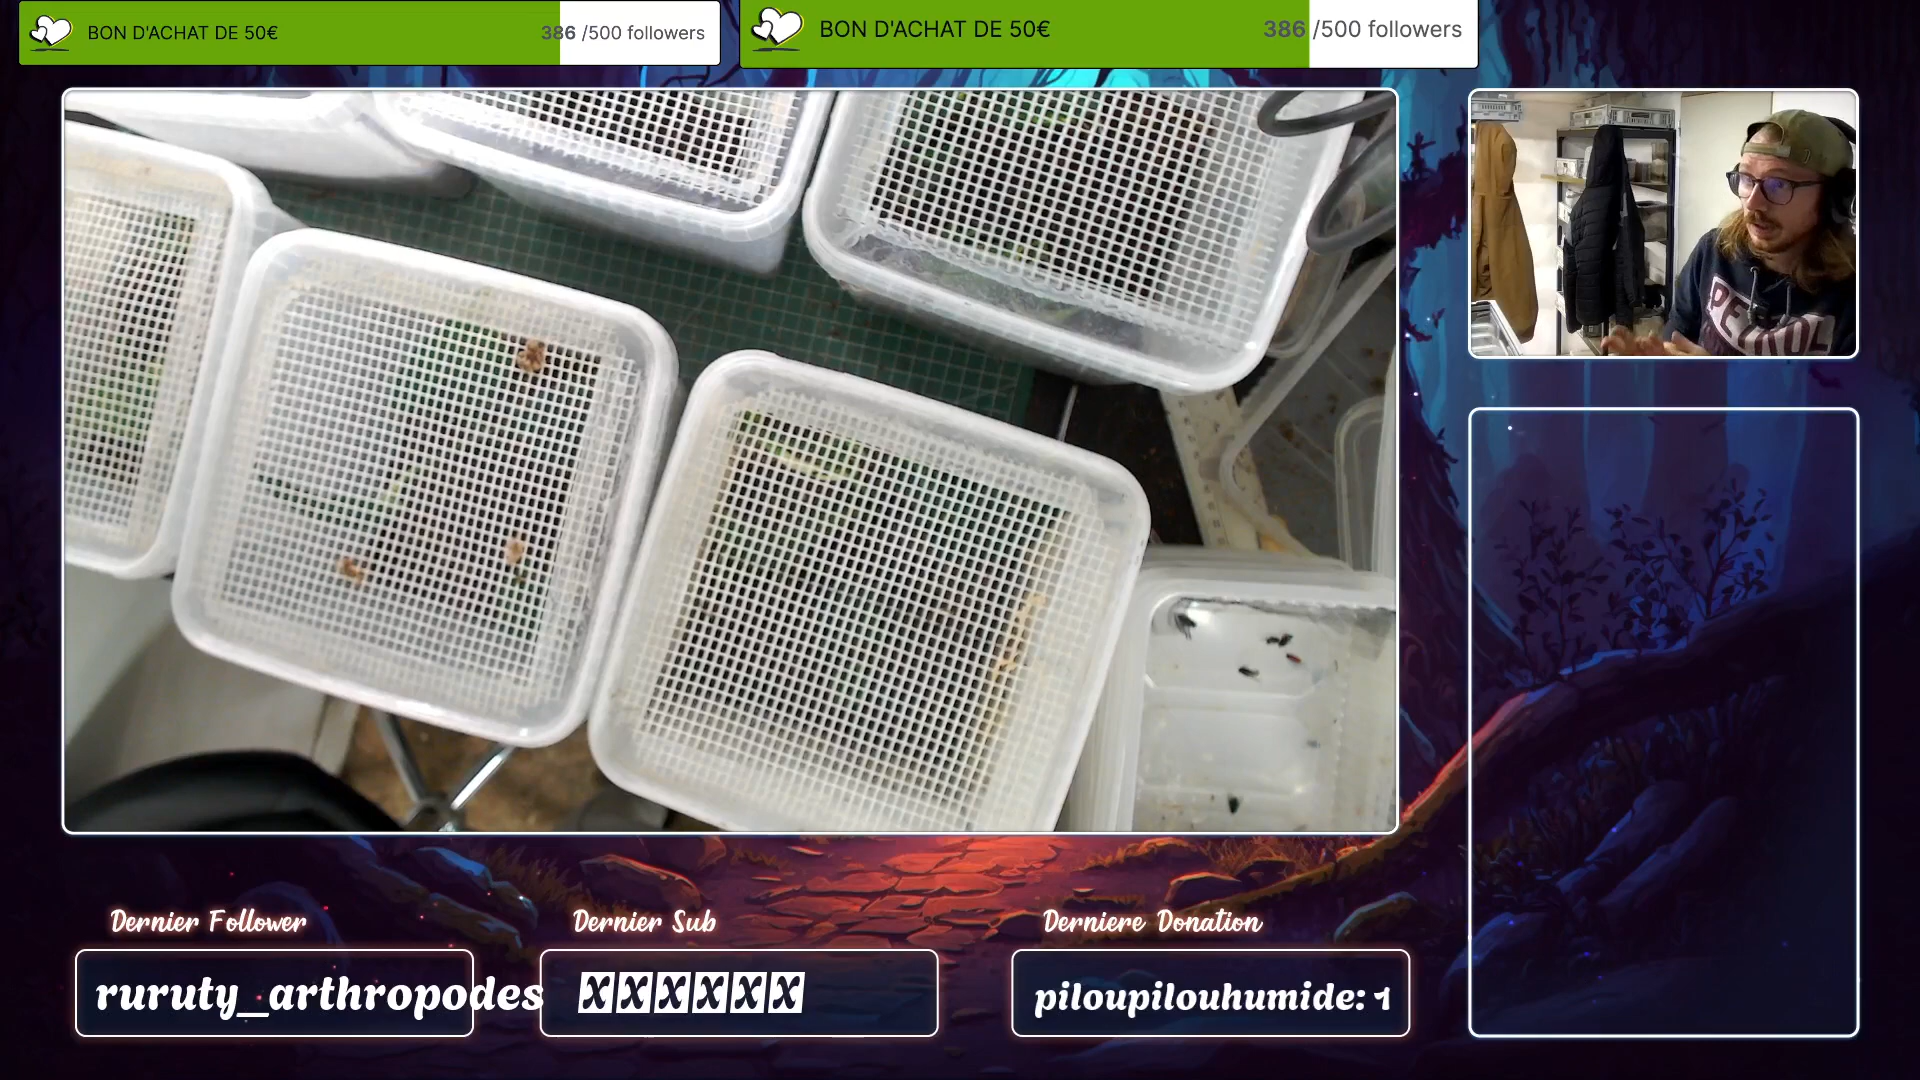 BON D'ACHAT DE 50€ 386 /500 followers
BON D'ACHAT DE 50€ 386 /500 followers
PETROL
Dernier Follower
ruruty_arthropodes
Dernier Sub
Derniere Donation
piloupilouhumide: 1